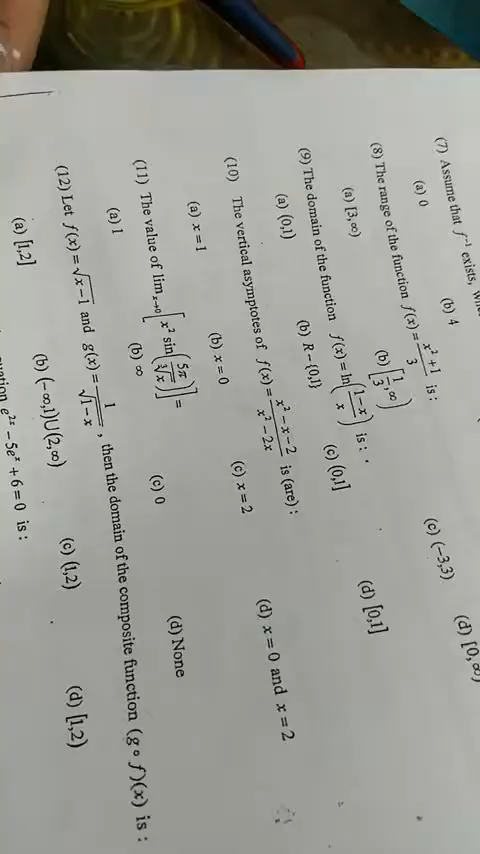 (7) Assume that f⁻¹ exists,
(a) 0 (b) 4 (c) (-3,3) (d) [0,∞)
(8) The range of the function f(x) = (x² + 1)/3 is :
(a) [3,∞) (b) [1/3, ∞) (d) [0,1]
(9) The domain of the function f(x) = ln((1-x)/x) is :
(a) (0,1) (b) R - {0,1} (c) (0,1]
(10) The vertical asymptotes of f(x) = (x² - x - 2)/(x² - 2x) is (are) :
(a) x = 1 (b) x = 0 (c) x = 2 (d) x = 0 and x = 2
(11) The value of lim x→0 [x² sin(5π/∛x)] =
(a) 1 (b) ∞ (c) 0 (d) None
(12) Let f(x) = √(x-1) and g(x) = 1/√(1-x), then the domain of the composite function (g ∘ f)(x) is :
(a) [1,2] (b) (-∞,1)∪(2,∞) (c) (1,2) (d) [1,2)
e²ˣ - 5eˣ + 6 = 0 is :